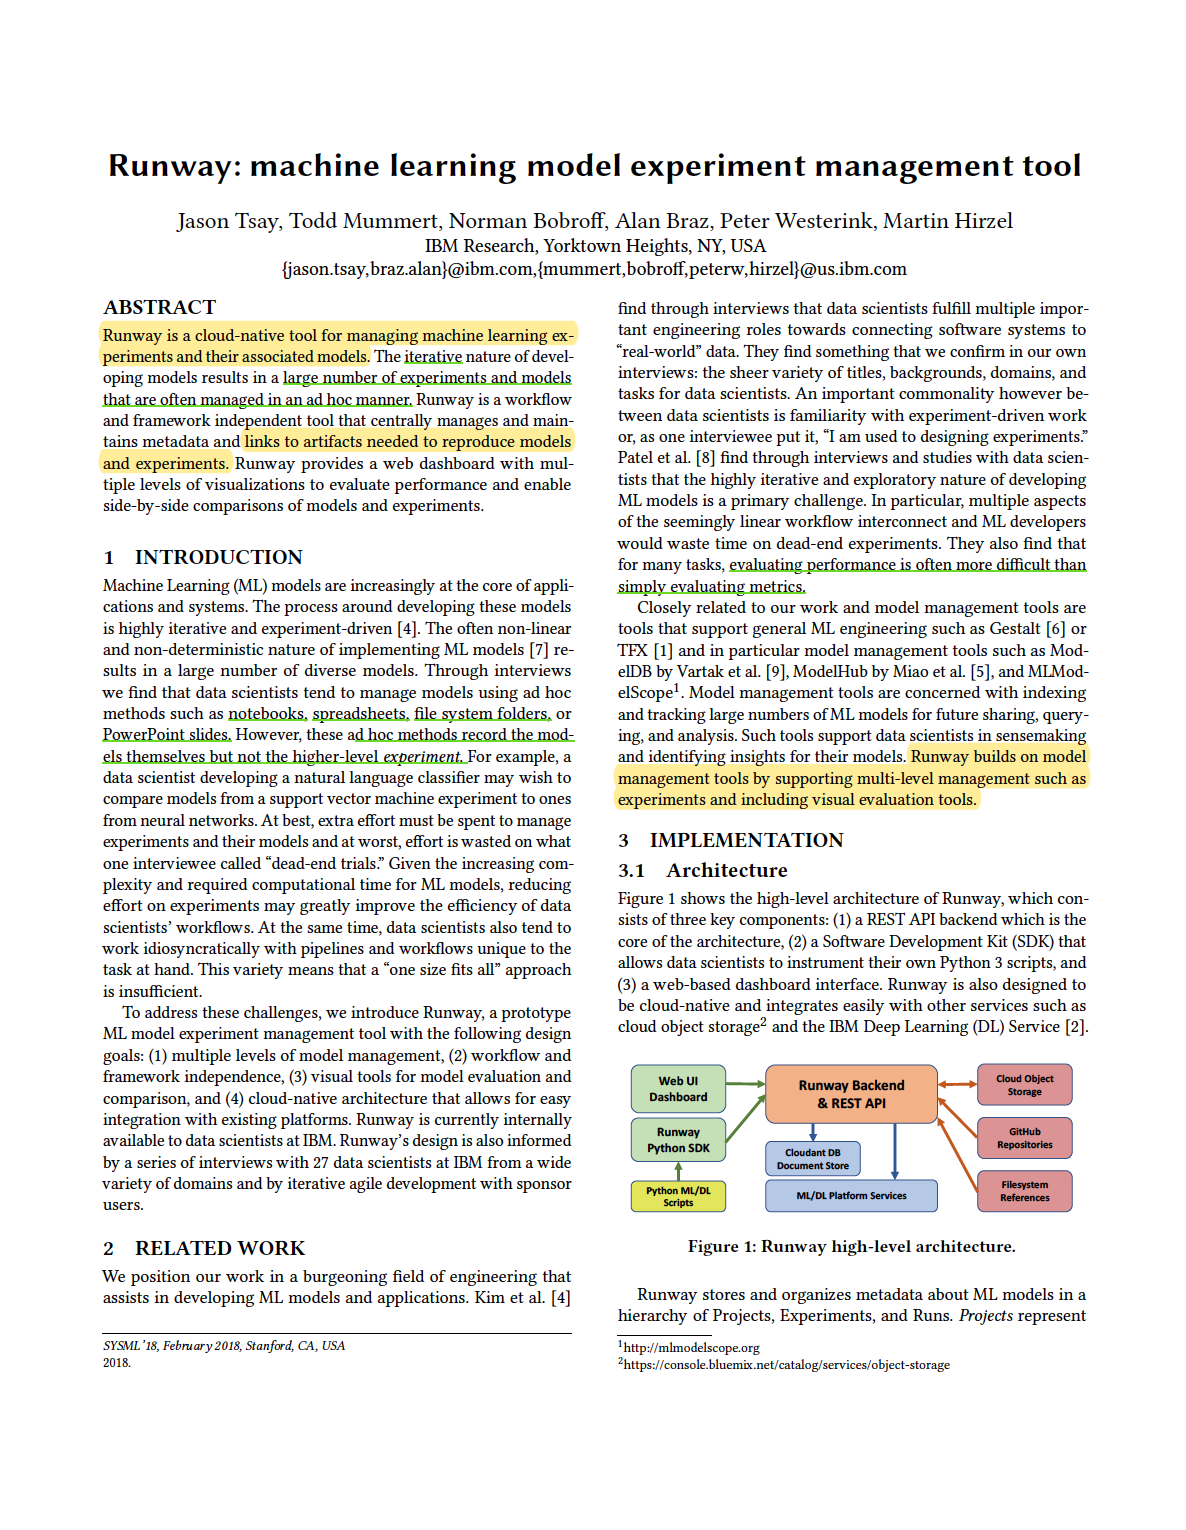 Runway: machine learning model experiment management tool
Jason Tsay, Todd Mummert, Norman Bobroff, Alan Braz, Peter Westerink, Martin Hirzel
IBM Research, Yorktown Heights, NY, USA
{jason.tsay,braz.alan}@ibm.com,{mummert,bobroff,peterw,hirzel}@us.ibm.com
ABSTRACT
Runway is a cloud-native tool for managing machine learning ex-
periments and their associated models. The iterative nature of devel-
oping models results in a large number of experiments and models
that are often managed in an ad hoc manner. Runway is a workflow
and framework independent tool that centrally manages and main-
tains metadata and links to artifacts needed to reproduce models
and experiments. Runway provides a web dashboard with mul-
tiple levels of visualizations to evaluate performance and enable
side-by-side comparisons of models and experiments.
1 INTRODUCTION
Machine Learning (ML) models are increasingly at the core of appli-
cations and systems. The process around developing these models
is highly iterative and experiment-driven [4]. The often non-linear
and non-deterministic nature of implementing ML models [7] re-
sults in a large number of diverse models. Through interviews
we find that data scientists tend to manage models using ad hoc
methods such as notebooks, spreadsheets, file system folders, or
PowerPoint slides. However, these ad hoc methods record the mod-
els themselves but not the higher-level experiment. For example, a
data scientist developing a natural language classifier may wish to
compare models from a support vector machine experiment to ones
from neural networks. At best, extra effort must be spent to manage
experiments and their models and at worst, effort is wasted on what
one interviewee called “dead-end trials.” Given the increasing com-
plexity and required computational time for ML models, reducing
effort on experiments may greatly improve the efficiency of data
scientists’ workflows. At the same time, data scientists also tend to
work idiosyncratically with pipelines and workflows unique to the
task at hand. This variety means that a “one size fits all” approach
is insufficient.
To address these challenges, we introduce Runway, a prototype
ML model experiment management tool with the following design
goals: (1) multiple levels of model management, (2) workflow and
framework independence, (3) visual tools for model evaluation and
comparison, and (4) cloud-native architecture that allows for easy
integration with existing platforms. Runway is currently internally
available to data scientists at IBM. Runway’s design is also informed
by a series of interviews with 27 data scientists at IBM from a wide
variety of domains and by iterative agile development with sponsor
users.
2 RELATED WORK
We position our work in a burgeoning field of engineering that
assists in developing ML models and applications. Kim et al. [4]
SYSML’18, February 2018, Stanford, CA, USA
2018.
find through interviews that data scientists fulfill multiple impor-
tant engineering roles towards connecting software systems to
“real-world” data. They find something that we confirm in our own
interviews: the sheer variety of titles, backgrounds, domains, and
tasks for data scientists. An important commonality however be-
tween data scientists is familiarity with experiment-driven work
or, as one interviewee put it, “I am used to designing experiments.”
Patel et al. [8] find through interviews and studies with data scien-
tists that the highly iterative and exploratory nature of developing
ML models is a primary challenge. In particular, multiple aspects
of the seemingly linear workflow interconnect and ML developers
would waste time on dead-end experiments. They also find that
for many tasks, evaluating performance is often more difficult than
simply evaluating metrics.
Closely related to our work and model management tools are
tools that support general ML engineering such as Gestalt [6] or
TFX [1] and in particular model management tools such as Mod-
elDB by Vartak et al. [9], ModelHub by Miao et al. [5], and MLMod-
elScope1. Model management tools are concerned with indexing
and tracking large numbers of ML models for future sharing, query-
ing, and analysis. Such tools support data scientists in sensemaking
and identifying insights for their models. Runway builds on model
management tools by supporting multi-level management such as
experiments and including visual evaluation tools.
3 IMPLEMENTATION
3.1 Architecture
Figure 1 shows the high-level architecture of Runway, which con-
sists of three key components: (1) a REST API backend which is the
core of the architecture, (2) a Software Development Kit (SDK) that
allows data scientists to instrument their own Python 3 scripts, and
(3) a web-based dashboard interface. Runway is also designed to
be cloud-native and integrates easily with other services such as
cloud object storage2 and the IBM Deep Learning (DL) Service [2].
Web UI
Dashboard
Runway
Python SDK
Python ML/DL
Scripts
Runway Backend
& REST API
Cloudant DB
Document Store
ML/DL Platform Services
Cloud Object
Storage
GitHub
Repositories
Filesystem
References
Figure 1: Runway high-level architecture.
Runway stores and organizes metadata about ML models in a
hierarchy of Projects, Experiments, and Runs. Projects represent
1http://mlmodelscope.org
2https://console.bluemix.net/catalog/services/object-storage